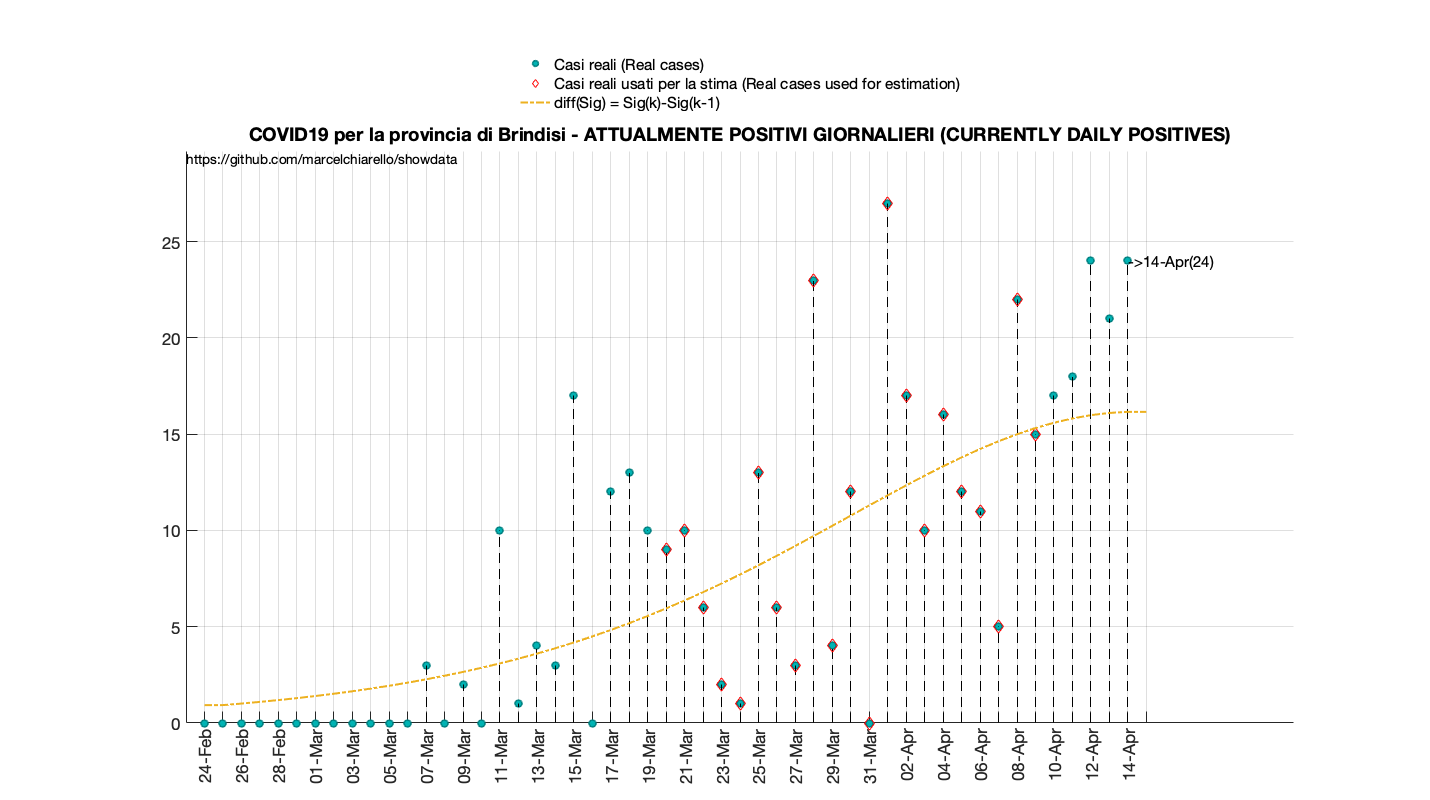 Casi reali (Real cases)
Casi reali usati per la stima (Real cases used for estimation)
diff(Sig) = Sig(k)-Sig(k-1)
COVID19 per la provincia di Brindisi - ATTUALMENTE POSITIVI GIORNALIERI (CURRENTLY DAILY POSITIVES)
https://github.com/marcelchiarello/showdata
25
->14-Apr(24)
20
15
10
5
0
24-Feb
26-Feb
28-Feb
01-Mar
03-Mar
05-Mar
07-Mar
09-Mar
11-Mar
13-Mar
15-Mar
17-Mar
19-Mar
21-Mar
23-Mar
25-Mar
27-Mar
29-Mar
31-Mar
02-Apr
04-Apr
06-Apr
08-Apr
10-Apr
12-Apr
14-Apr